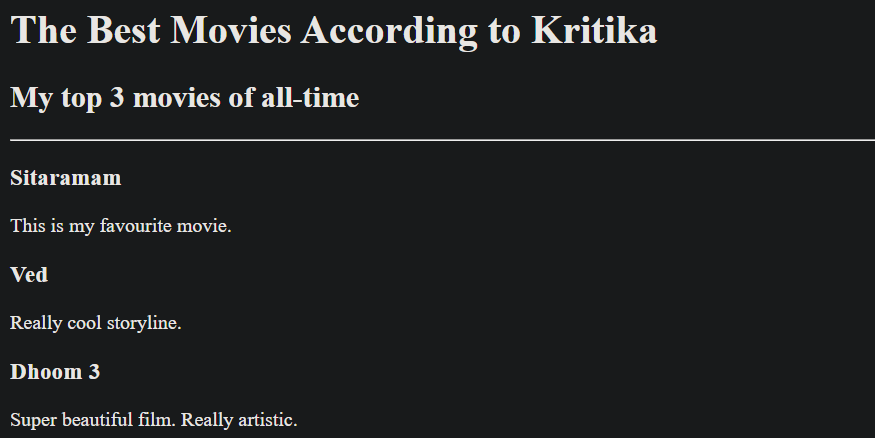 The Best Movies According to Kritika
My top 3 movies of all-time
Sitaramam
This is my favourite movie.
Ved
Really cool storyline.
Dhoom 3
Super beautiful film. Really artistic.